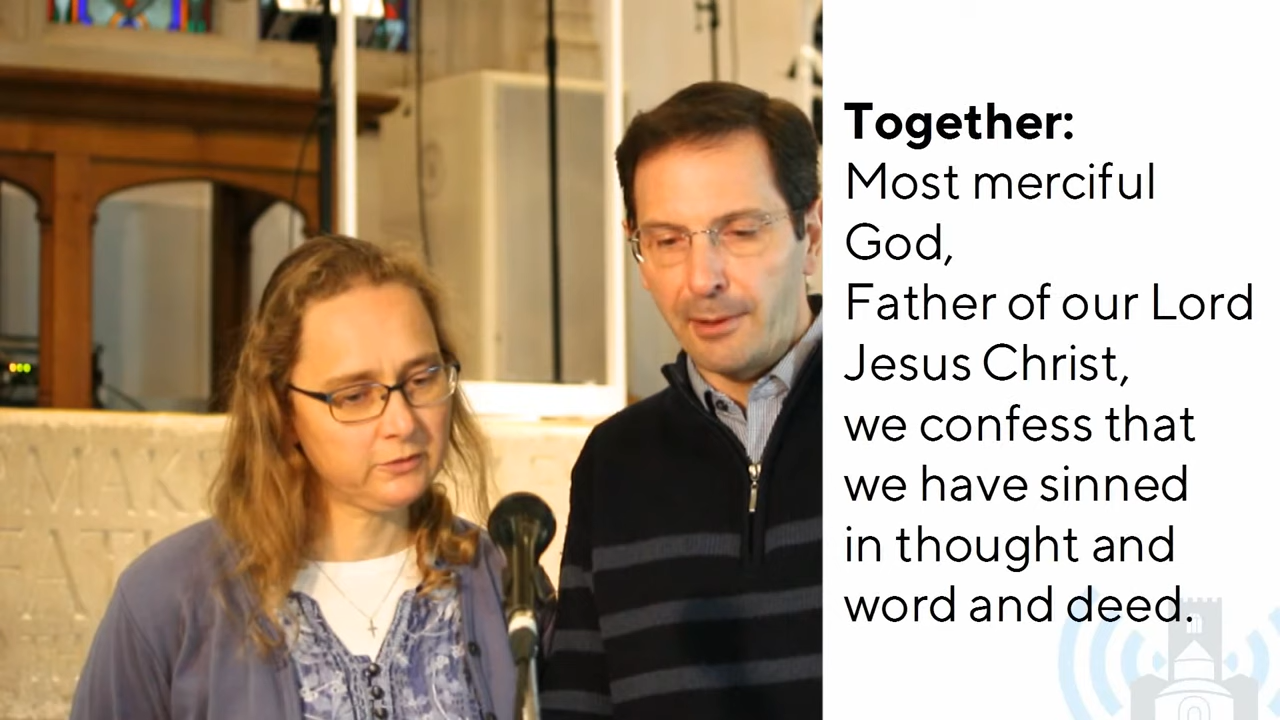 Together:
Most merciful
God,
Father of our Lord
Jesus Christ,
we confess that
we have sinned
in thought and
word and deed.
MAKE